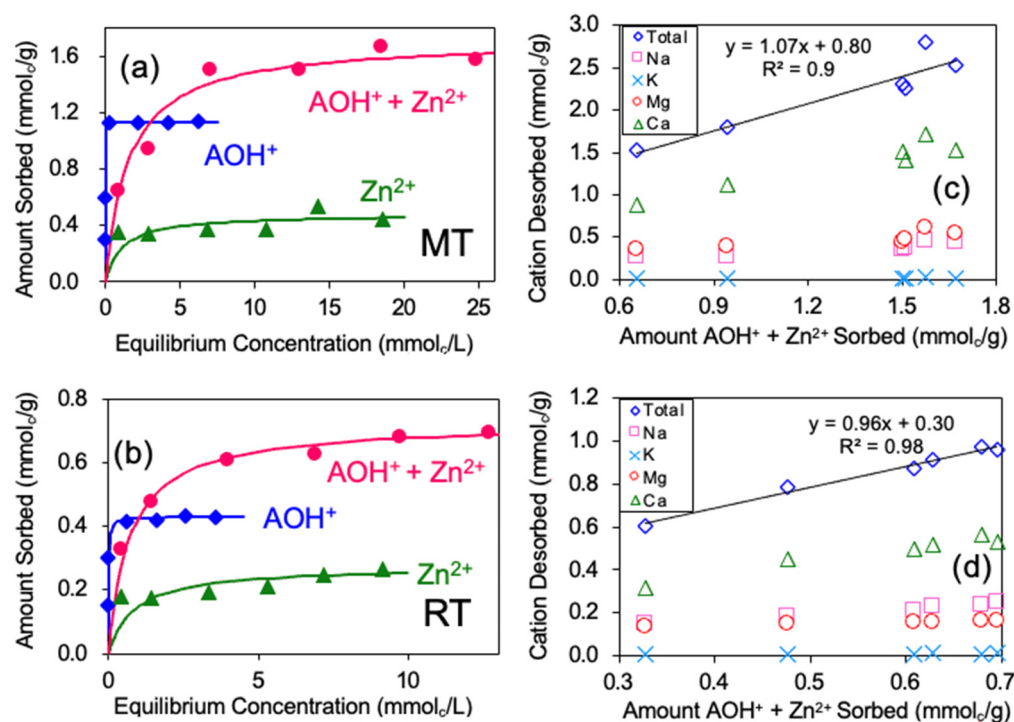 (a)
Amount Sorbed (mmolc/g)
1.6
1.2
0.8
0.4
0.0
AOH⁺ + Zn²⁺
AOH⁺
Zn²⁺
MT
0 5 10 15 20 25
Equilibrium Concentration (mmolc/L)
(c)
Cation Desorbed (mmolc/g)
3.0
2.5
2.0
1.5
1.0
0.5
0.0
Total
Na
K
Mg
Ca
y = 1.07x + 0.80
R² = 0.9
0.6 0.9 1.2 1.5 1.8
Amount AOH⁺ + Zn²⁺ Sorbed (mmolc/g)
(b)
Amount Sorbed (mmolc/g)
0.8
0.6
0.4
0.2
0.0
AOH⁺ + Zn²⁺
AOH⁺
Zn²⁺
RT
0 5 10
Equilibrium Concentration (mmolc/L)
(d)
Cation Desorbed (mmolc/g)
1.2
1.0
0.8
0.6
0.4
0.2
0.0
Total
Na
K
Mg
Ca
y = 0.96x + 0.30
R² = 0.98
0.3 0.4 0.5 0.6 0.7
Amount AOH⁺ + Zn²⁺ Sorbed (mmolc/g)